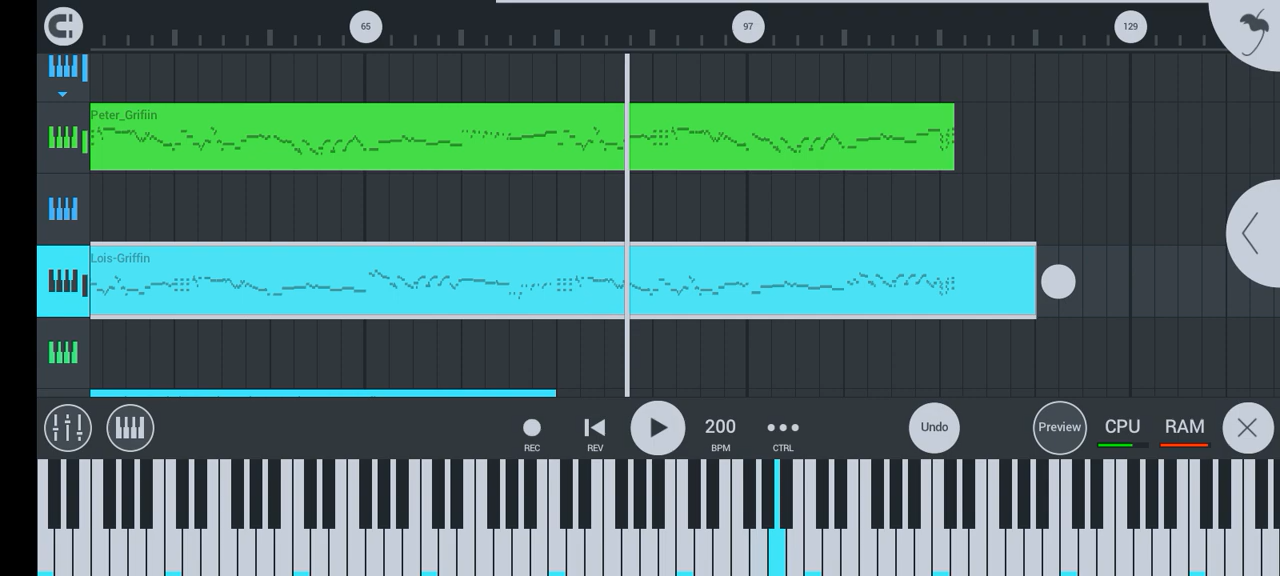 65
97
129
Peter_Grifiin
Lois-Griffin
200
Undo
Preview
CPU
RAM
REC
REV
BPM
CTRL